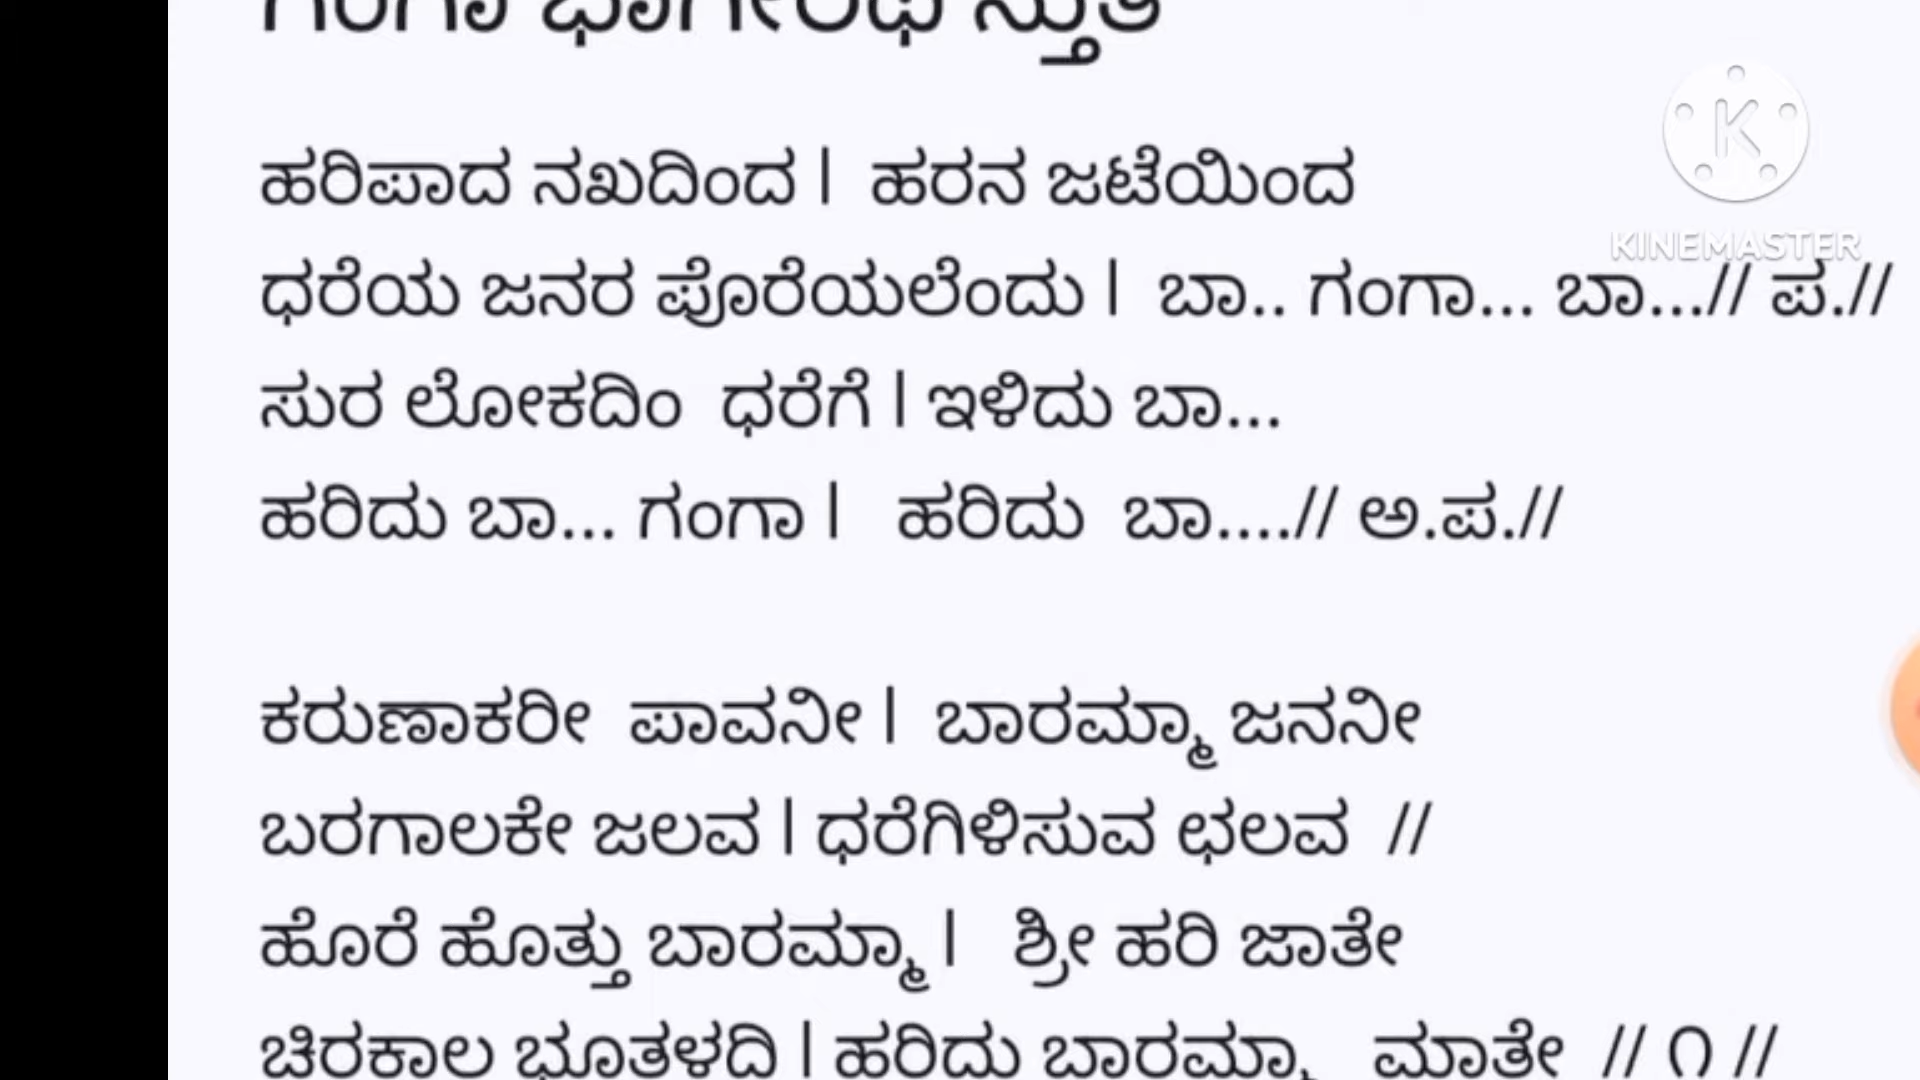 ಗಂಗಾ ಭಾಗೀರಥಿ ಸ್ತುತಿ
ಹರಿಪಾದ ನಖದಿಂದ | ಹರನ ಜಟೆಯಿಂದ
KINEMASTER
ಧರೆಯ ಜನರ ಪೊರೆಯಲೆಂದು | ಬಾ.. ಗಂಗಾ... ಬಾ...// ಪ.//
ಸುರ ಲೋಕದಿಂ ಧರೆಗೆ | ಇಳಿದು ಬಾ...
ಹರಿದು ಬಾ... ಗಂಗಾ | ಹರಿದು ಬಾ....// ಅ.ಪ.//
ಕರುಣಾಕರೀ ಪಾವನೀ | ಬಾರಮ್ಮಾ ಜನನೀ
ಬರಗಾಲಕೇ ಜಲವ | ಧರೆಗಿಳಿಸುವ ಛಲವ //
ಹೊರೆ ಹೊತ್ತು ಬಾರಮ್ಮಾ | ಶ್ರೀ ಹರಿ ಜಾತೇ
ಚಿರಕಾಲ ಭೂತಳದಿ | ಹರಿದು ಬಾರಮ್ಮಾ ಮಾತೇ // ೧ //